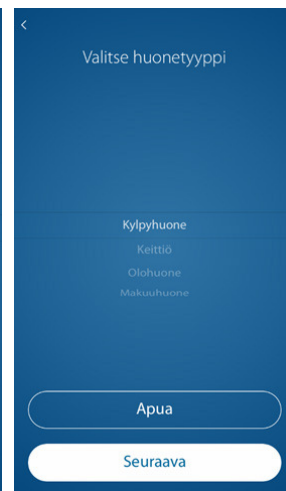 Valitse huonetyyppi
Kylpyhuone
Keittiö
Olohuone
Makuuhuone
Apua
Seuraava